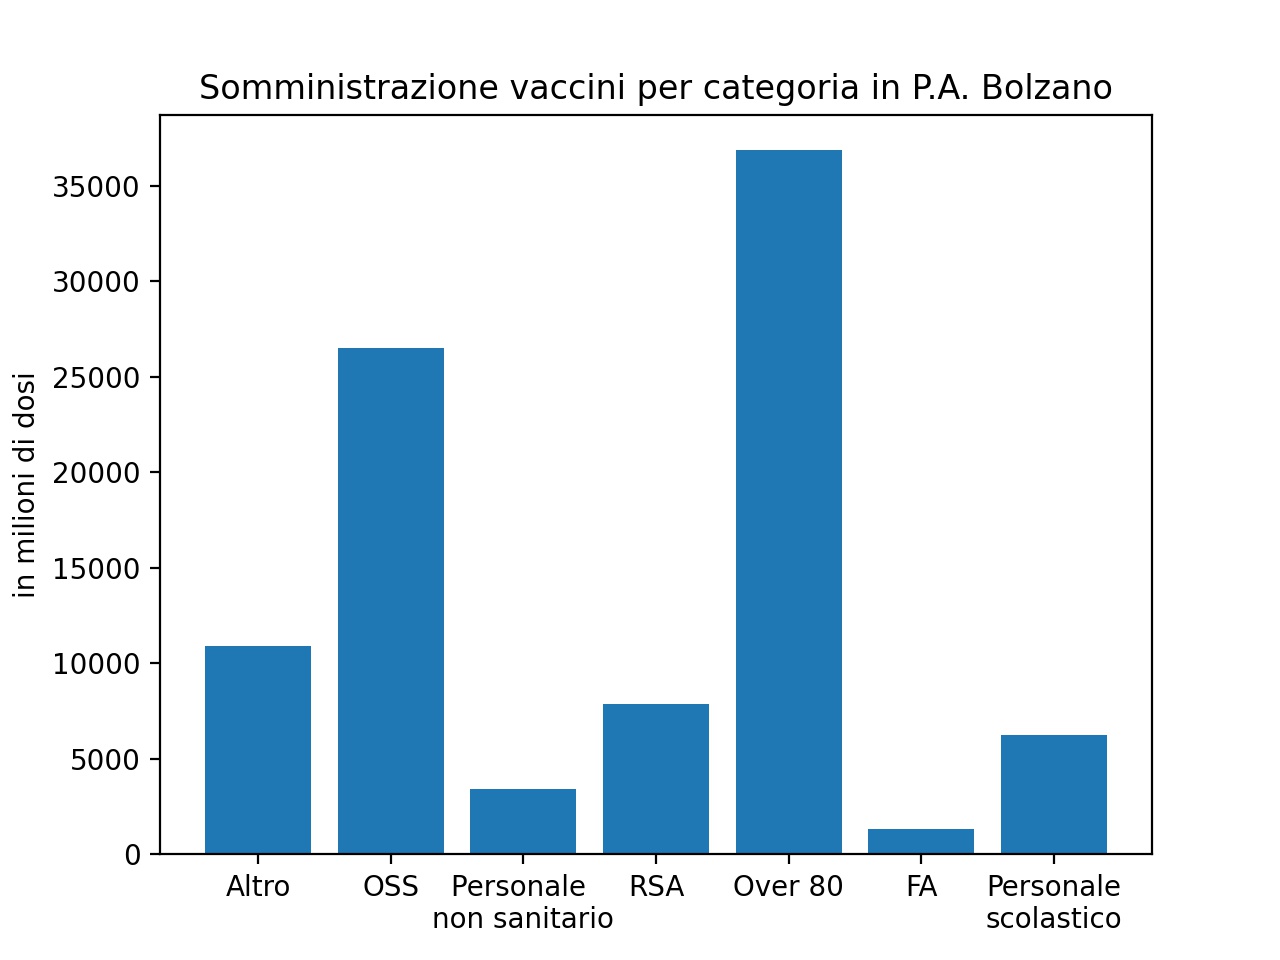 Somministrazione vaccini per categoria in P.A. Bolzano
in milioni di dosi
35000
30000
25000
20000
15000
10000
5000
0
Altro
OSS
Personale
non sanitario
RSA
Over 80
FA
Personale
scolastico